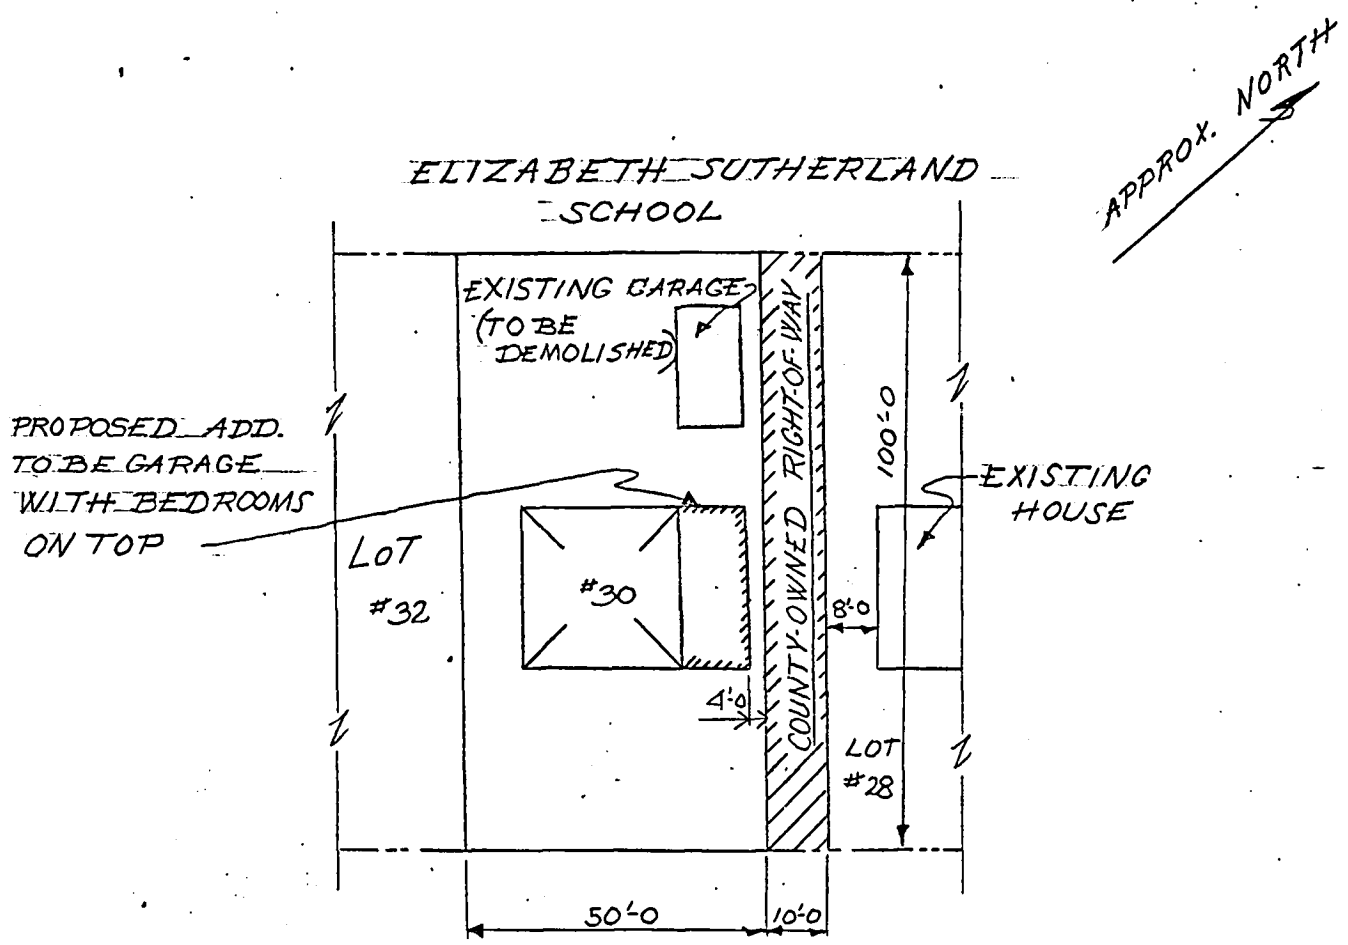 APPROX. NORTH
ELIZABETH SUTHERLAND
SCHOOL
EXISTING GARAGE
(TO BE
DEMOLISHED)
PROPOSED ADD.
TO BE GARAGE
WITH BEDROOMS
ON TOP
COUNTY-OWNED RIGHT-OF-WAY
100'-0
EXISTING
HOUSE
LOT
#32
#30
8'-0
4'-0
LOT
#28
50'-0
10'-0